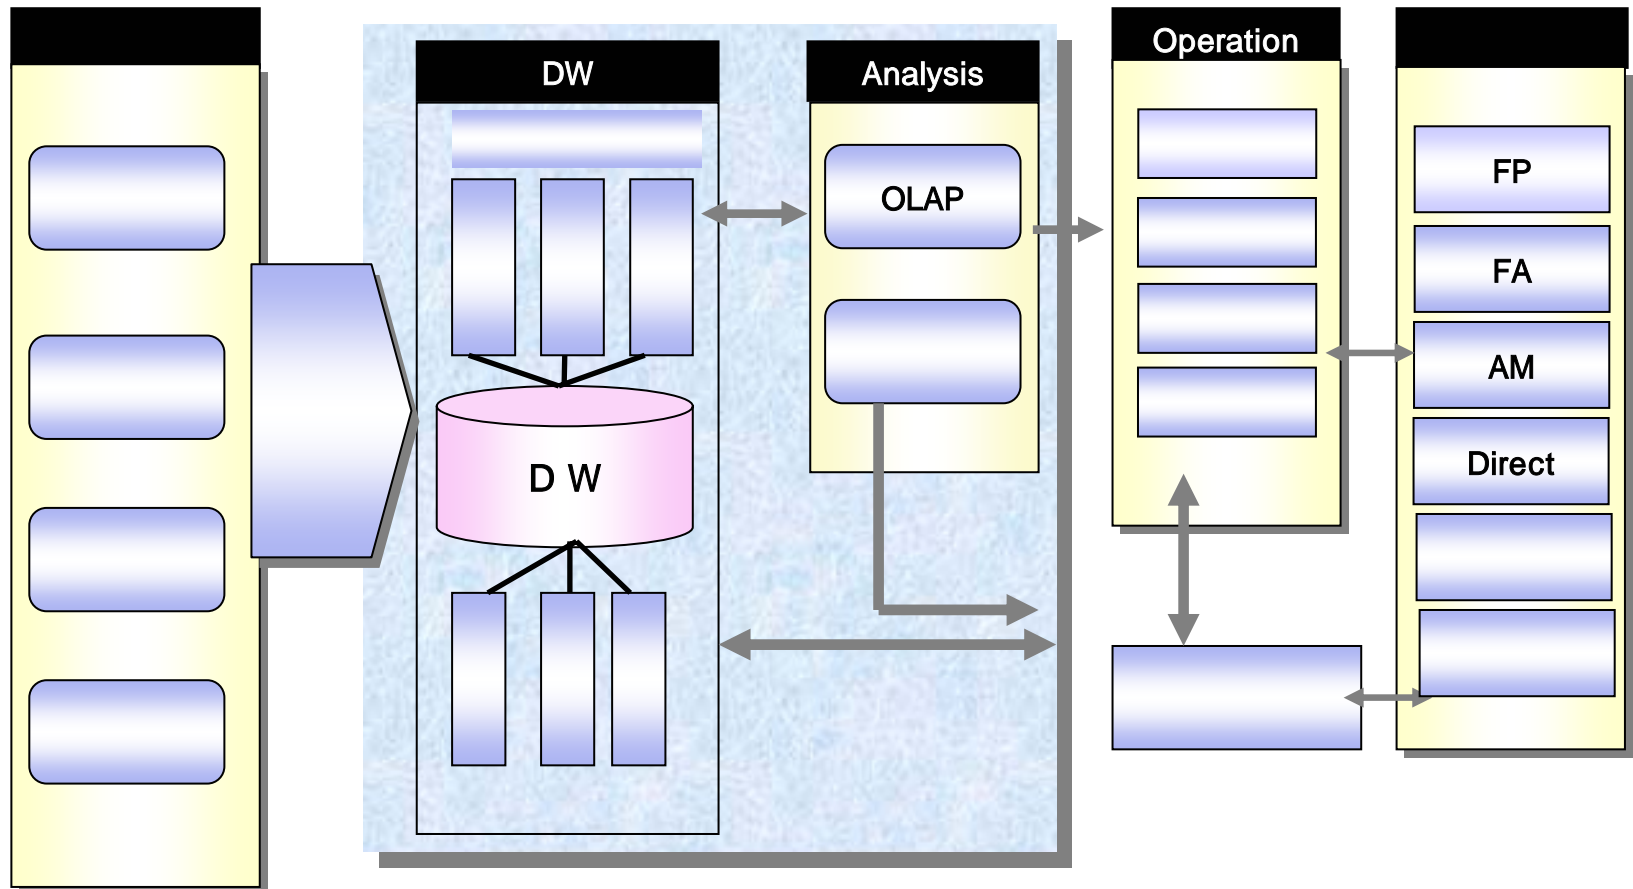 DW
Analysis
Operation
OLAP
D W
FP
FA
AM
Direct